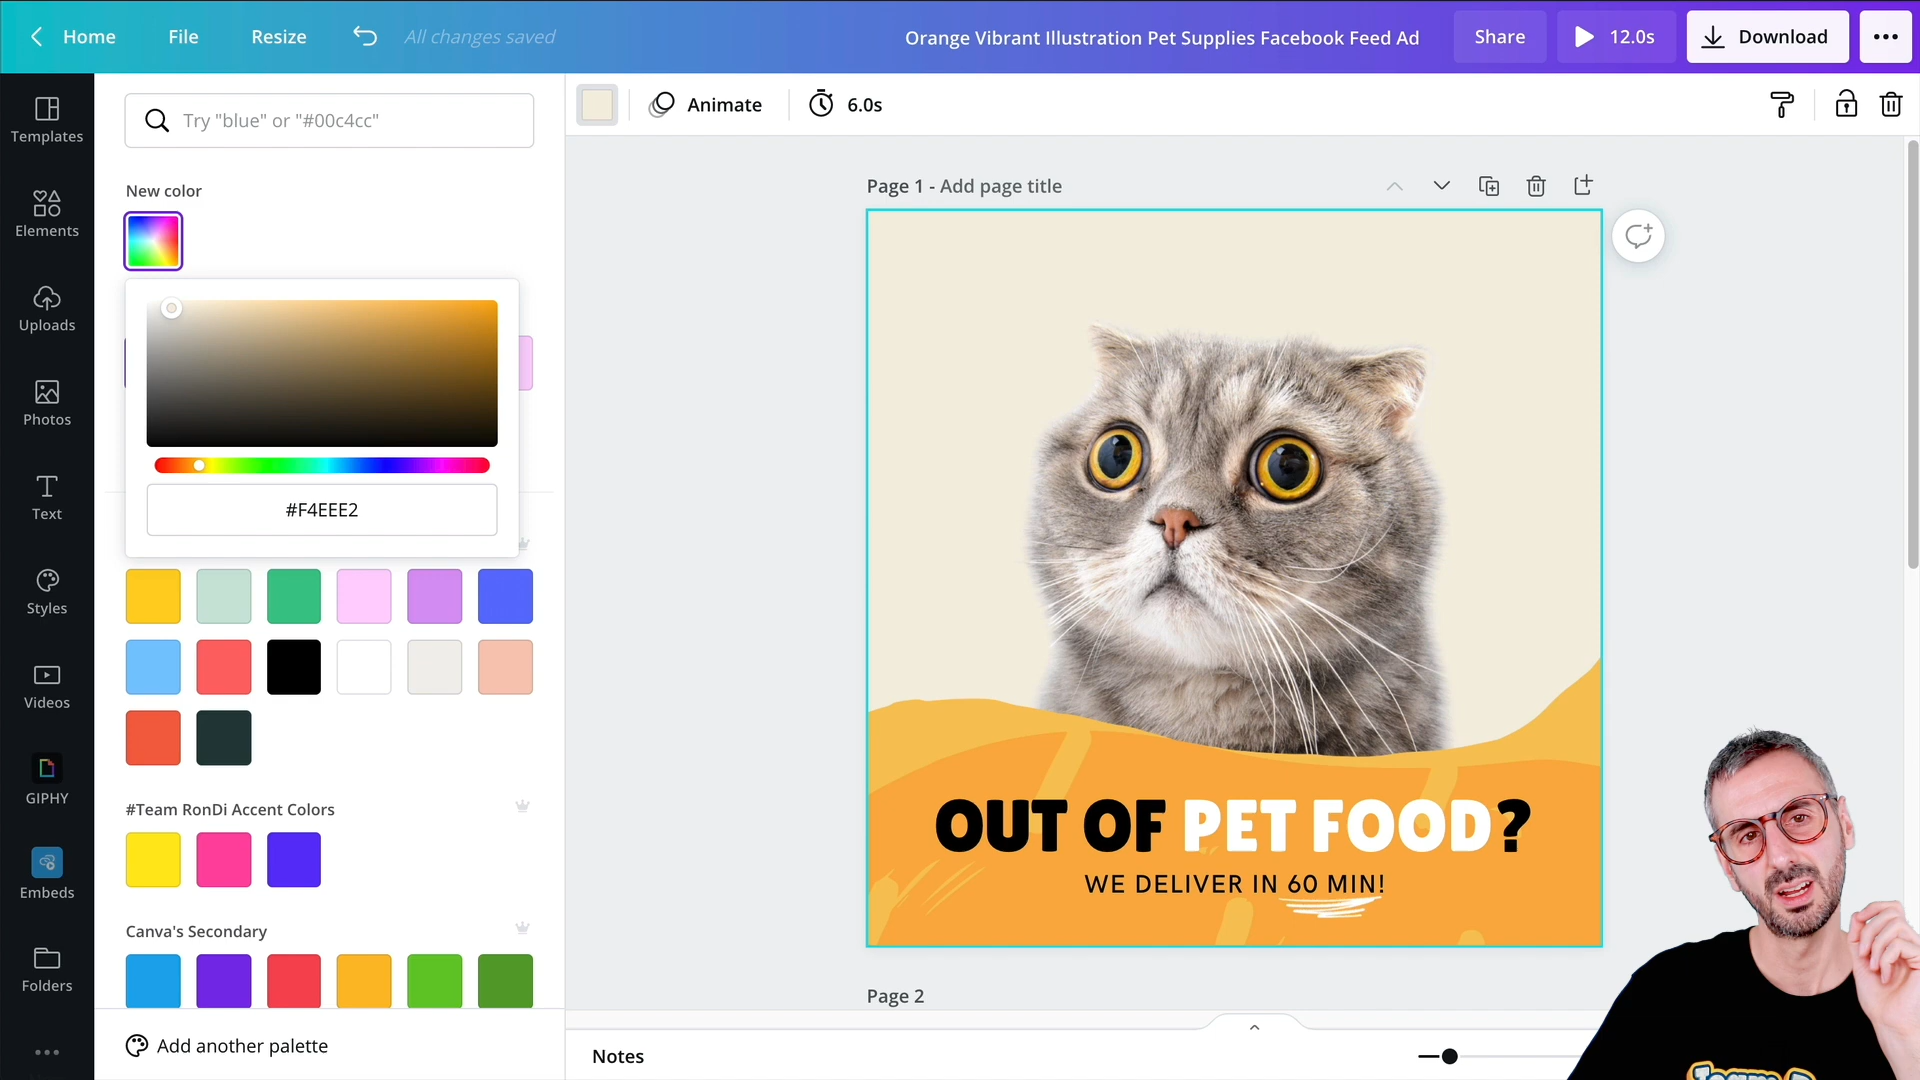 Home File Resize All changes saved Orange Vibrant Illustration Pet Supplies Facebook Feed Ad Share 12.0s Download
Templates
Elements
Uploads
Photos
Text
Styles
Videos
GIPHY
Embeds
Folders
Try "blue" or "#00c4cc"
New color
#F4EEE2
#Team RonDi Accent Colors
Canva's Secondary
Add another palette
Animate 6.0s
Page 1 - Add page title
OUT OF PET FOOD?
WE DELIVER IN 60 MIN!
Page 2
Notes